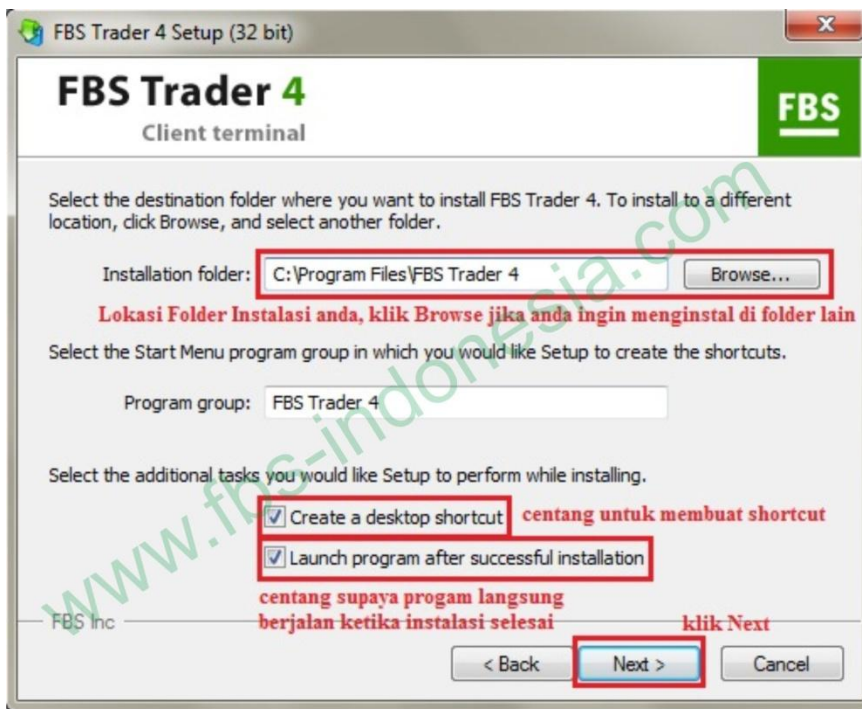 FBS Trader 4 Setup (32 bit)
FBS Trader 4
Client terminal
FBS
Select the destination folder where you want to install FBS Trader 4. To install to a different
location, click Browse, and select another folder.
Installation folder: C:\Program Files\FBS Trader 4 Browse...
Lokasi Folder Instalasi anda, klik Browse jika anda ingin menginstal di folder lain
Select the Start Menu program group in which you would like Setup to create the shortcuts.
Program group: FBS Trader 4
Select the additional tasks you would like Setup to perform while installing.
Create a desktop shortcut centang untuk membuat shortcut
Launch program after successful installation
centang supaya progam langsung
berjalan ketika instalasi selesai
klik Next
FBS Inc
< Back Next > Cancel
www.fbs-indonesia.com